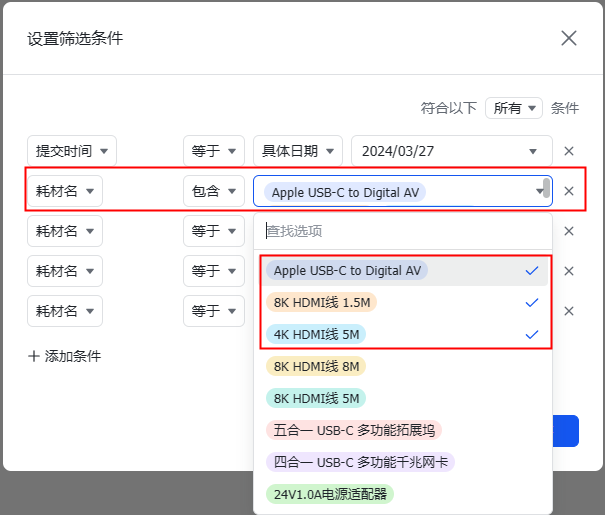 设置筛选条件
符合以下 所有 条件
提交时间 等于 具体日期 2024/03/27
耗材名 包含 Apple USB-C to Digital AV
耗材名 等于
查找选项
耗材名 等于
耗材名 等于
添加条件
Apple USB-C to Digital AV
8K HDMI线 1.5M
4K HDMI线 5M
8K HDMI线 8M
8K HDMI线 5M
五合一 USB-C 多功能拓展坞
四合一 USB-C 多功能千兆网卡
24V1.0A电源适配器